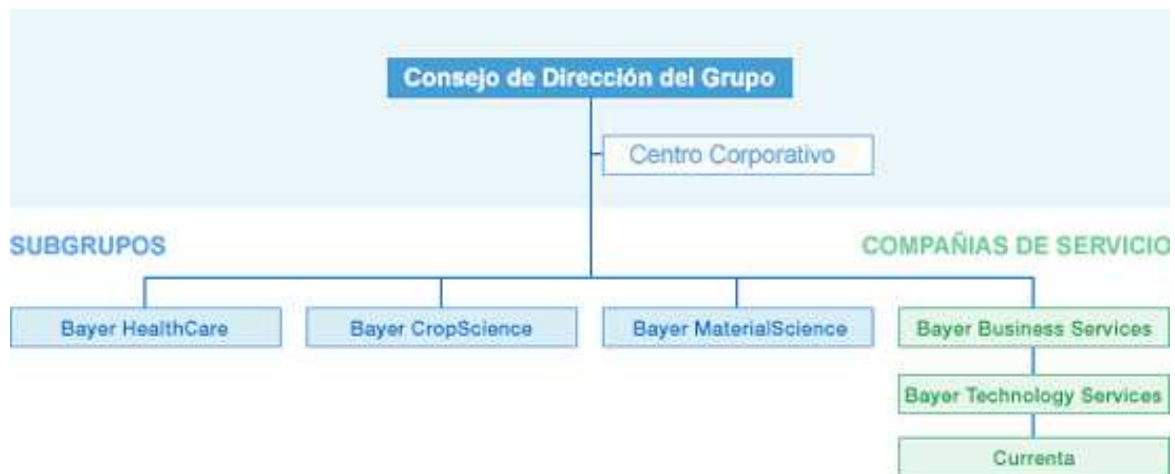 Consejo de Dirección del Grupo
Centro Corporativo
SUBGRUPOS
COMPAÑIAS DE SERVICIO
Bayer HealthCare
Bayer CropScience
Bayer MaterialScience
Bayer Business Services
Bayer Technology Services
Currenta